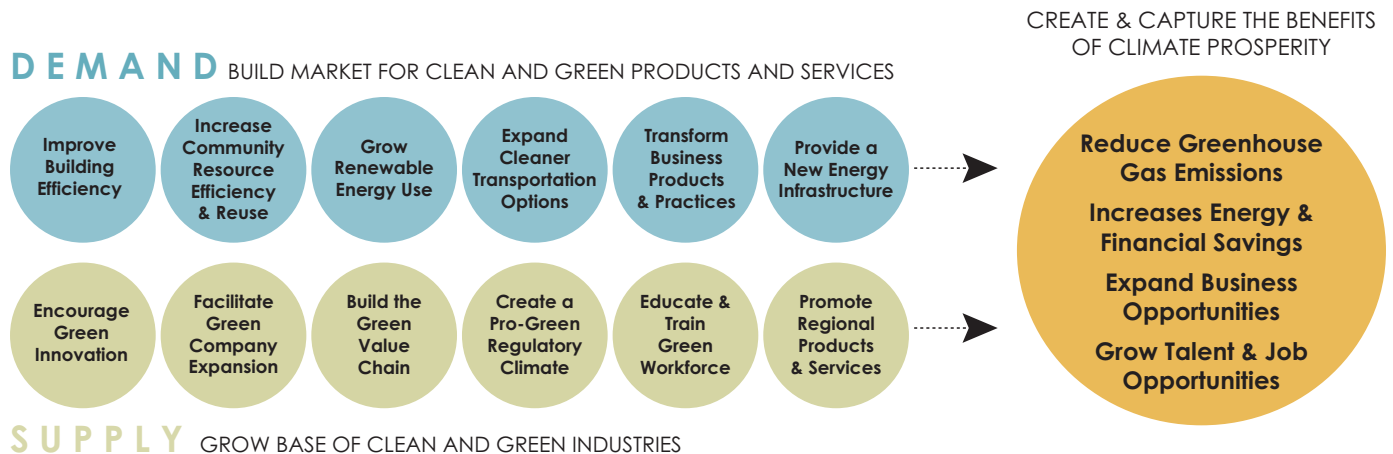 CREATE & CAPTURE THE BENEFITS
OF CLIMATE PROSPERITY
DEMAND BUILD MARKET FOR CLEAN AND GREEN PRODUCTS AND SERVICES
Improve
Building
Efficiency
Increase
Community
Resource
Efficiency
& Reuse
Grow
Renewable
Energy Use
Expand
Cleaner
Transportation
Options
Transform
Business
Products
& Practices
Provide a
New Energy
Infrastructure
Encourage
Green
Innovation
Facilitate
Green
Company
Expansion
Build the
Green
Value
Chain
Create a
Pro-Green
Regulatory
Climate
Educate &
Train
Green
Workforce
Promote
Regional
Products
& Services
SUPPLY GROW BASE OF CLEAN AND GREEN INDUSTRIES
Reduce Greenhouse
Gas Emissions
Increases Energy &
Financial Savings
Expand Business
Opportunities
Grow Talent & Job
Opportunities